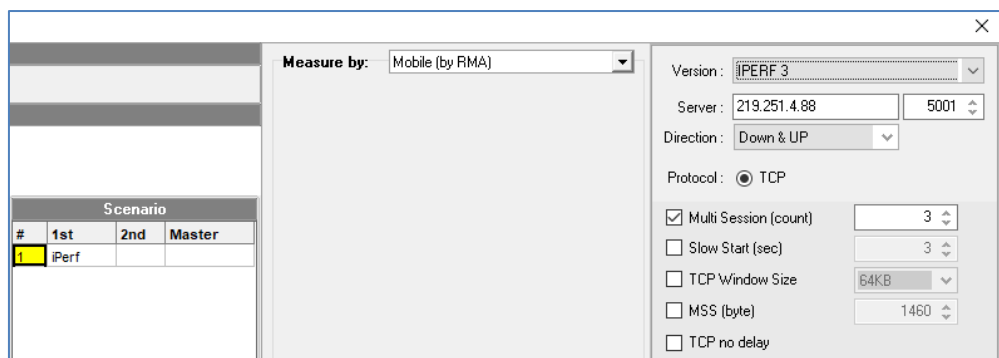 Measure by: Mobile (by RMA)
Version : IPERF 3
Server : 219.251.4.88 5001
Direction : Down & UP
Protocol : TCP
Scenario
# 1st 2nd Master
1 iPerf
Multi Session (count) 3
Slow Start (sec) 3
TCP Window Size 64KB
MSS (byte) 1460
TCP no delay